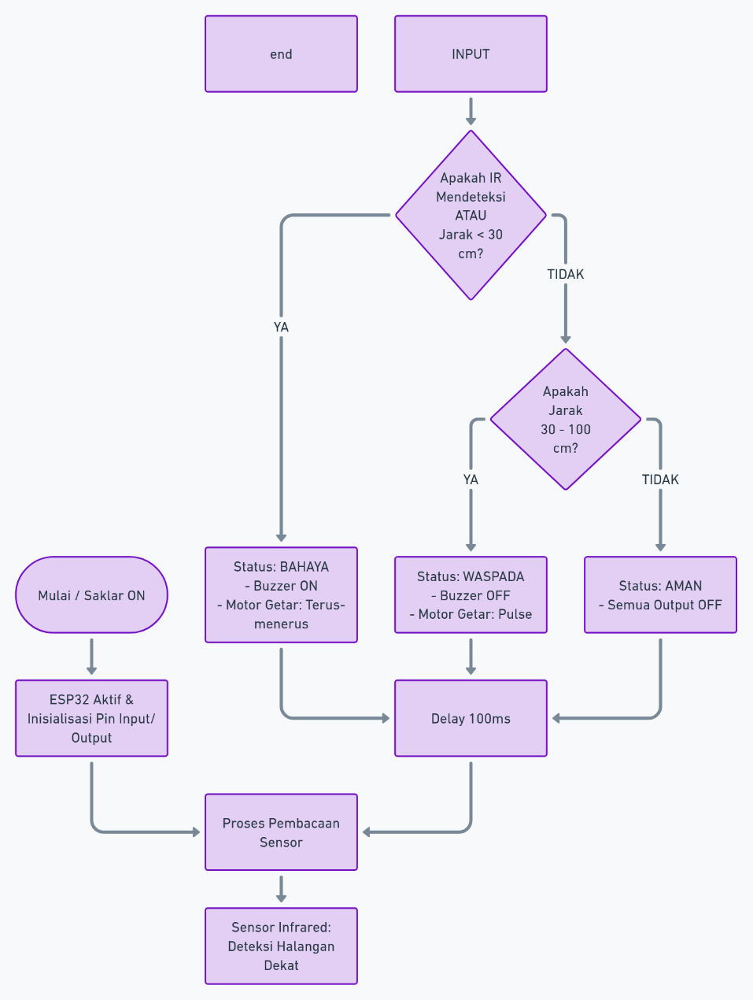 end
INPUT
Apakah IR
Mendeteksi
ATAU
Jarak < 30
cm?
TIDAK
YA
Apakah
Jarak
30 - 100
cm?
YA
TIDAK
Mulai / Saklar ON
Status: BAHAYA
- Buzzer ON
- Motor Getar: Terus-
menerus
Status: WASPADA
- Buzzer OFF
- Motor Getar: Pulse
Status: AMAN
- Semua Output OFF
ESP32 Aktif &
Inisialisasi Pin Input/
Output
Delay 100ms
Proses Pembacaan
Sensor
Sensor Infrared:
Deteksi Halangan
Dekat